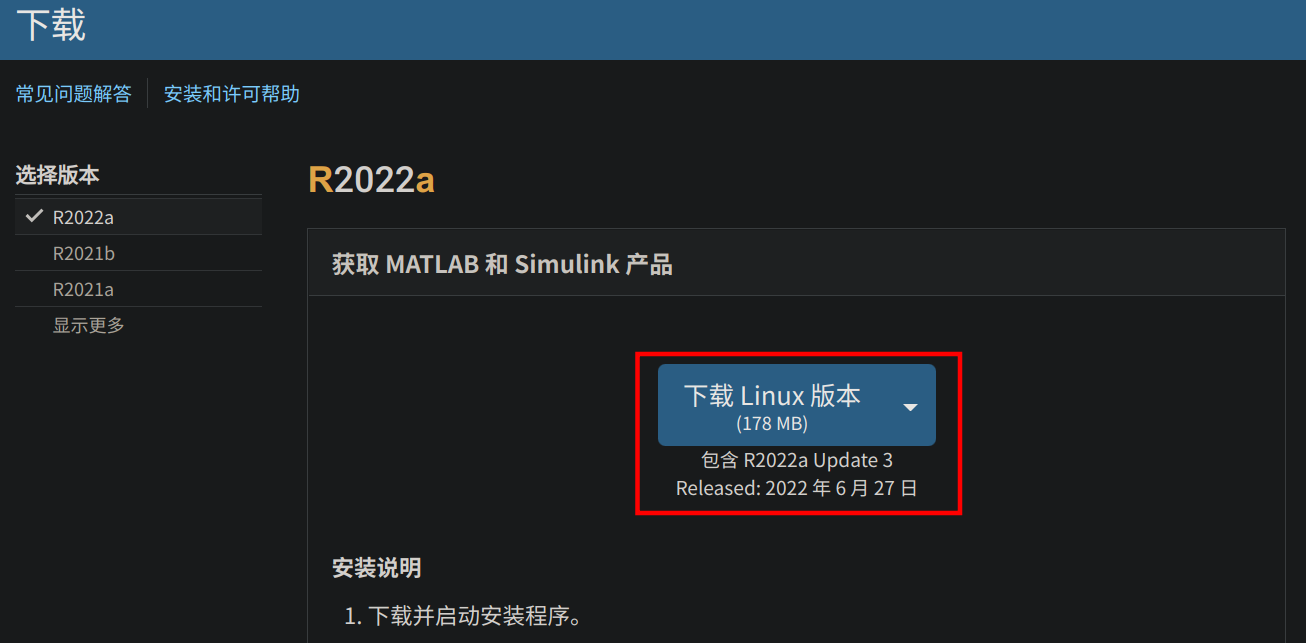 下载
常见问题解答
安装和许可帮助
选择版本
R2022a
R2021b
R2021a
显示更多
R2022a
获取 MATLAB 和 Simulink 产品
下载 Linux 版本
(178 MB)
包含 R2022a Update 3
Released: 2022 年 6 月 27 日
安装说明
1. 下载并启动安装程序。